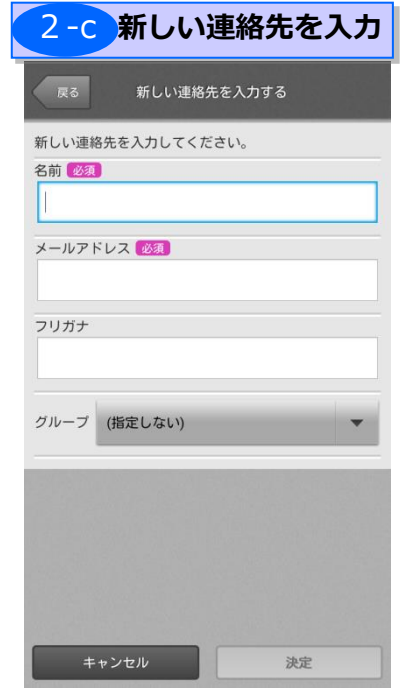 ２-c 新しい連絡先を入力
戻る 新しい連絡先を入力する
新しい連絡先を入力してください。
名前 必須
メールアドレス 必須
フリガナ
グループ (指定しない)
キャンセル 決定